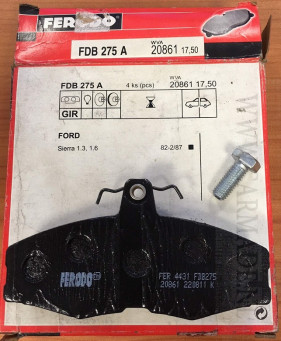 FERODO
FDB 275 A
WVA
20861 17,50
FDB 275 A
4 ks (pcs)
WVA
20861 17,50
GIR
FORD
Sierra 1.3, 1.6
82-2/87
FERODO
FER 4431 FDB275
20861 220811 K